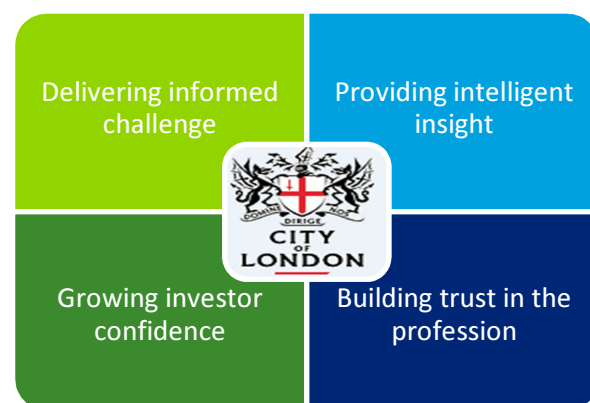 Delivering informed
challenge
Providing intelligent
insight
DOMINE DIRIGE NOS
CITY
OF
LONDON
Growing investor
confidence
Building trust in the
profession